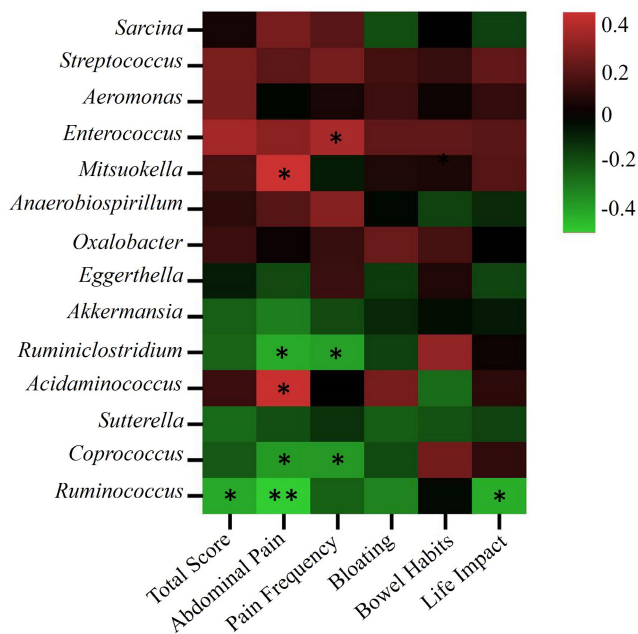 Sarcina
Streptococcus
Aeromonas
Enterococcus
*
Mitsuokella
*
*
Anaerobiospirillum
Oxalobacter
Eggerthella
Akkermansia
Ruminiclostridium
* *
Acidaminococcus
*
Sutterella
Coprococcus
* *
Ruminococcus
* ** *
Total Score
Abdominal Pain
Pain Frequency
Bloating
Bowel Habits
Life Impact
0.4
0.2
0
-0.2
-0.4